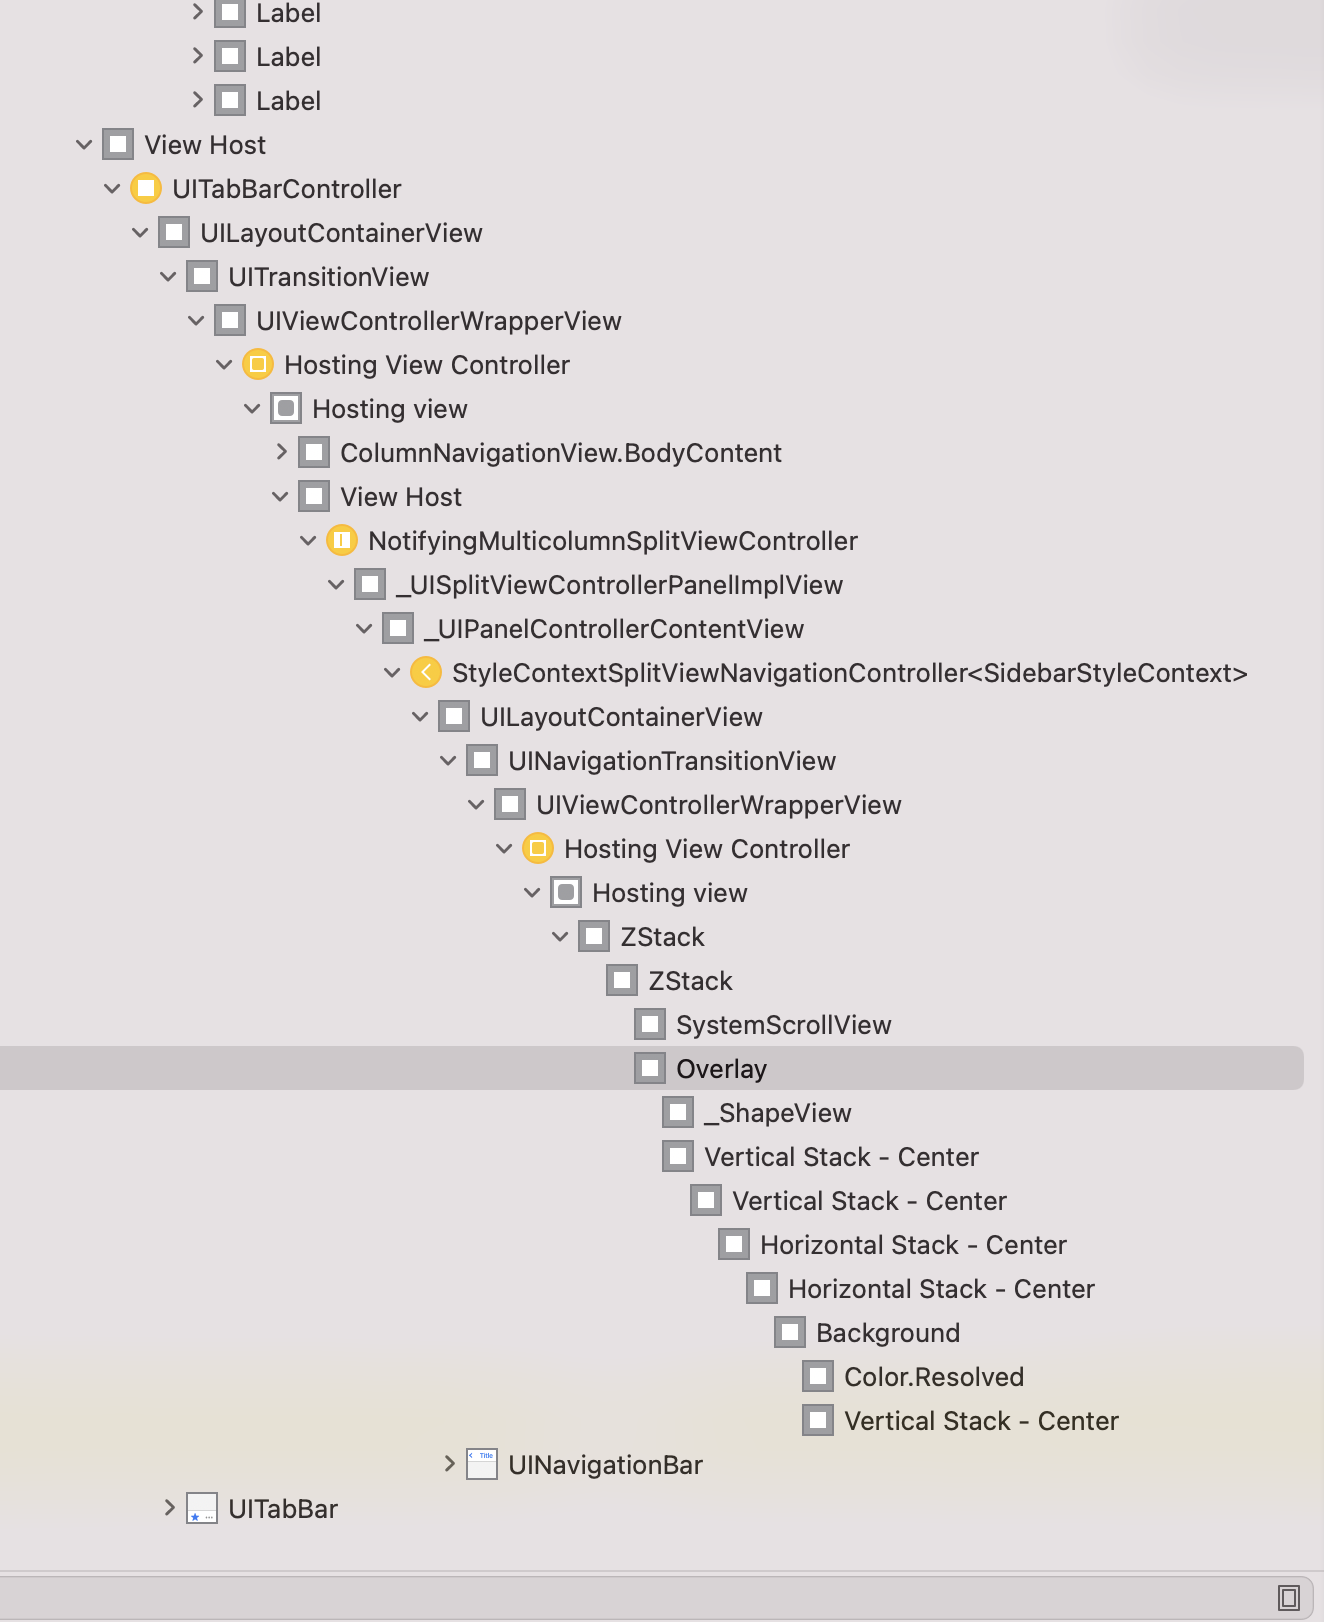 Label
Label
Label
View Host
UITabBarController
UILayoutContainerView
UITransitionView
UIViewControllerWrapperView
Hosting View Controller
Hosting view
ColumnNavigationView.BodyContent
View Host
NotifyingMulticolumnSplitViewController
_UISplitViewControllerPanelImplView
_UIPanelControllerContentView
StyleContextSplitViewNavigationController<SidebarStyleContext>
UILayoutContainerView
UINavigationTransitionView
UIViewControllerWrapperView
Hosting View Controller
Hosting view
ZStack
ZStack
SystemScrollView
Overlay
_ShapeView
Vertical Stack - Center
Vertical Stack - Center
Horizontal Stack - Center
Horizontal Stack - Center
Background
Color.Resolved
Vertical Stack - Center
Title
UINavigationBar
UITabBar